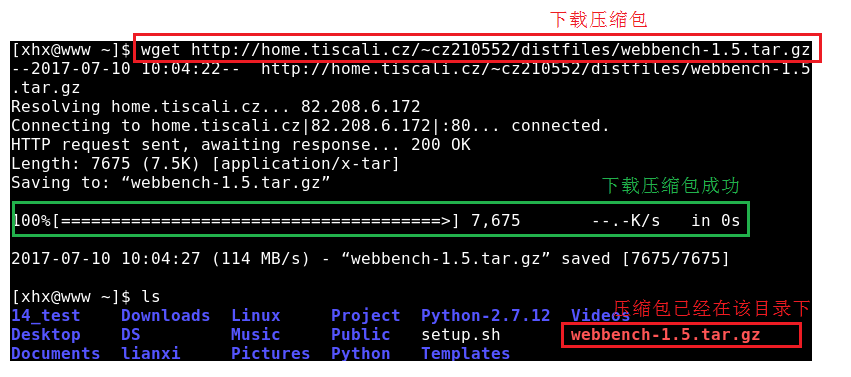 下载压缩包
[xhx@www ~]$ wget http://home.tiscali.cz/~cz210552/distfiles/webbench-1.5.tar.gz
--2017-07-10 10:04:22--  http://home.tiscali.cz/~cz210552/distfiles/webbench-1.5
.tar.gz
Resolving home.tiscali.cz... 82.208.6.172
Connecting to home.tiscali.cz|82.208.6.172|:80... connected.
HTTP request sent, awaiting response... 200 OK
Length: 7675 (7.5K) [application/x-tar]
Saving to: “webbench-1.5.tar.gz”
下载压缩包成功
100%[======================================>] 7,675       --.-K/s   in 0s
2017-07-10 10:04:27 (114 MB/s) - “webbench-1.5.tar.gz” saved [7675/7675]
[xhx@www ~]$ ls
压缩包已经在该目录下
14_test    Downloads  Linux     Project  Python-2.7.12  Videos
Desktop    DS         Music     Public   setup.sh       webbench-1.5.tar.gz
Documents  lianxi     Pictures  Python   Templates